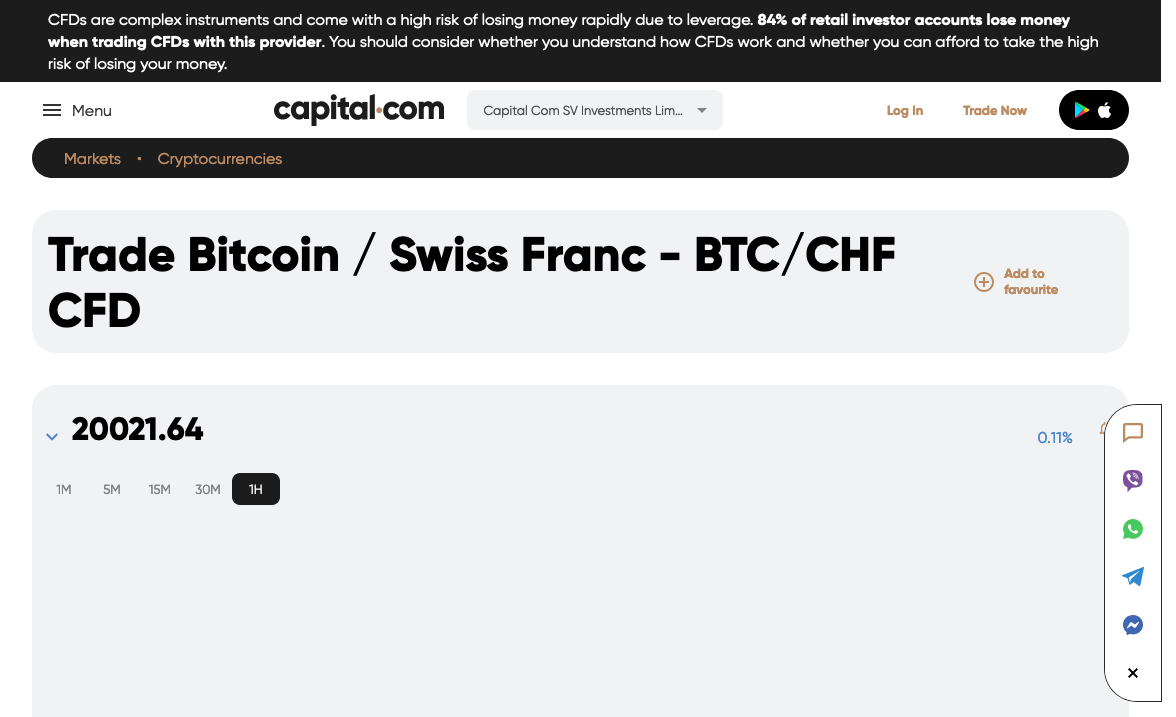 CFDs are complex instruments and come with a high risk of losing money rapidly due to leverage. 84% of retail investor accounts lose money
when trading CFDs with this provider. You should consider whether you understand how CFDs work and whether you can afford to take the high
risk of losing your money.
Menu
capital.com
Capital Com SV Investments Lim...
Log In
Trade Now
Markets
Cryptocurrencies
Trade Bitcoin / Swiss Franc - BTC/CHF
CFD
Add to
favourite
20021.64
0.11%
1M 5M 15M 30M 1H